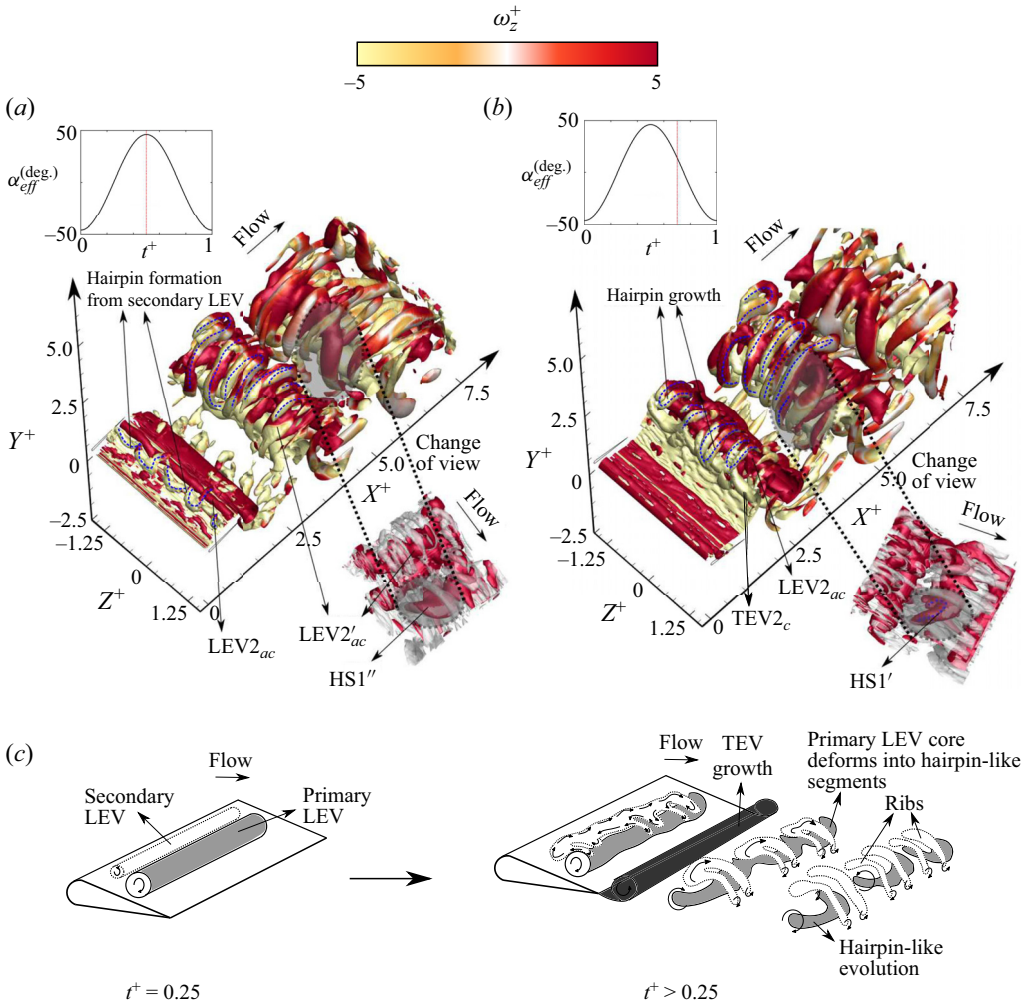 ω_z^+
−5
5
(a)
(b)
50
α_eff^(deg.)
−50
0
t^+
1
50
α_eff^(deg.)
−50
0
t^+
1
Flow
Flow
Hairpin formation
from secondary LEV
Hairpin growth
5.0
2.5
Y^+
0
−2.5
−1.25
Z^+
0
1.25
0
2.5
X^+
5.0
7.5
Change
of view
Flow
LEV2_ac
LEV2′_ac
HS1″
5.0
2.5
Y^+
0
−2.5
−1.25
Z^+
0
1.25
0
2.5
X^+
5.0
7.5
Change
of view
Flow
LEV2_ac
TEV2_c
HS1′
(c)
Flow
Secondary
LEV
Primary
LEV
t^+ = 0.25
Flow
TEV
growth
Primary LEV core
deforms into hairpin-like
segments
Ribs
Hairpin-like
evolution
t^+ > 0.25